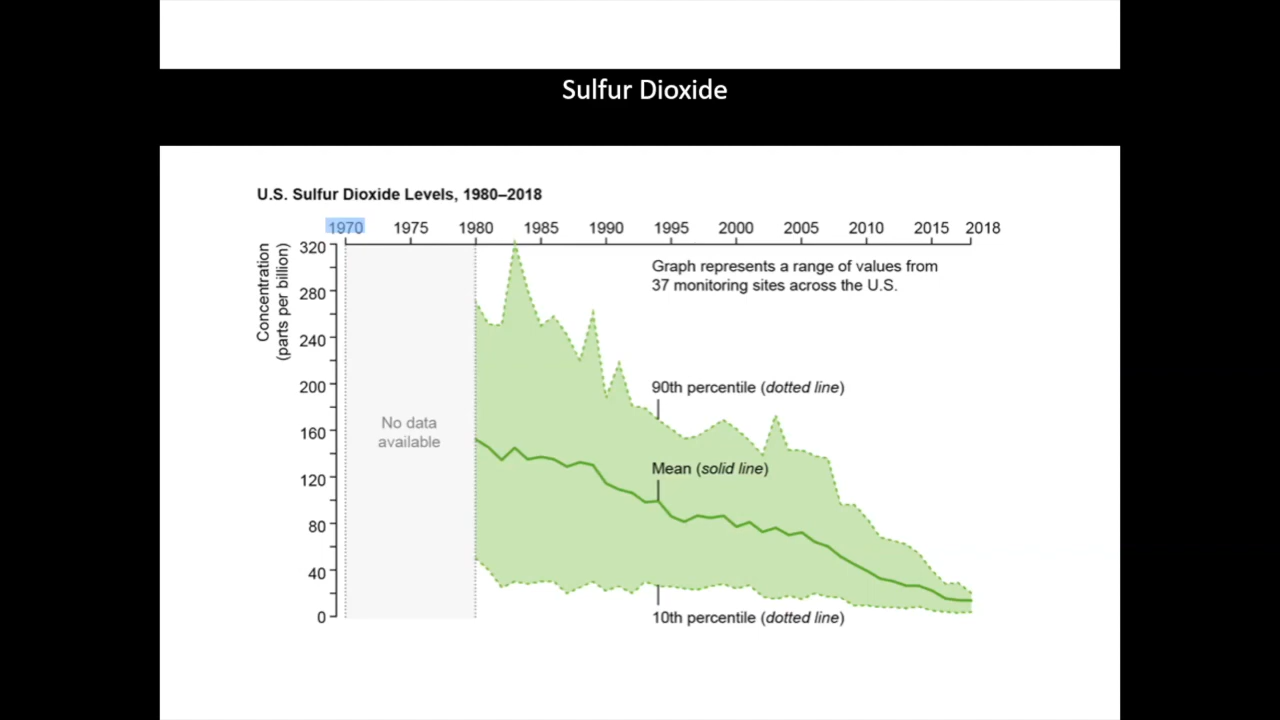 Sulfur Dioxide
U.S. Sulfur Dioxide Levels, 1980–2018
1970 1975 1980 1985 1990 1995 2000 2005 2010 2015 2018
Concentration
(parts per billion)
320
280
240
200
160
120
80
40
0
Graph represents a range of values from
37 monitoring sites across the U.S.
No data
available
90th percentile (dotted line)
Mean (solid line)
10th percentile (dotted line)